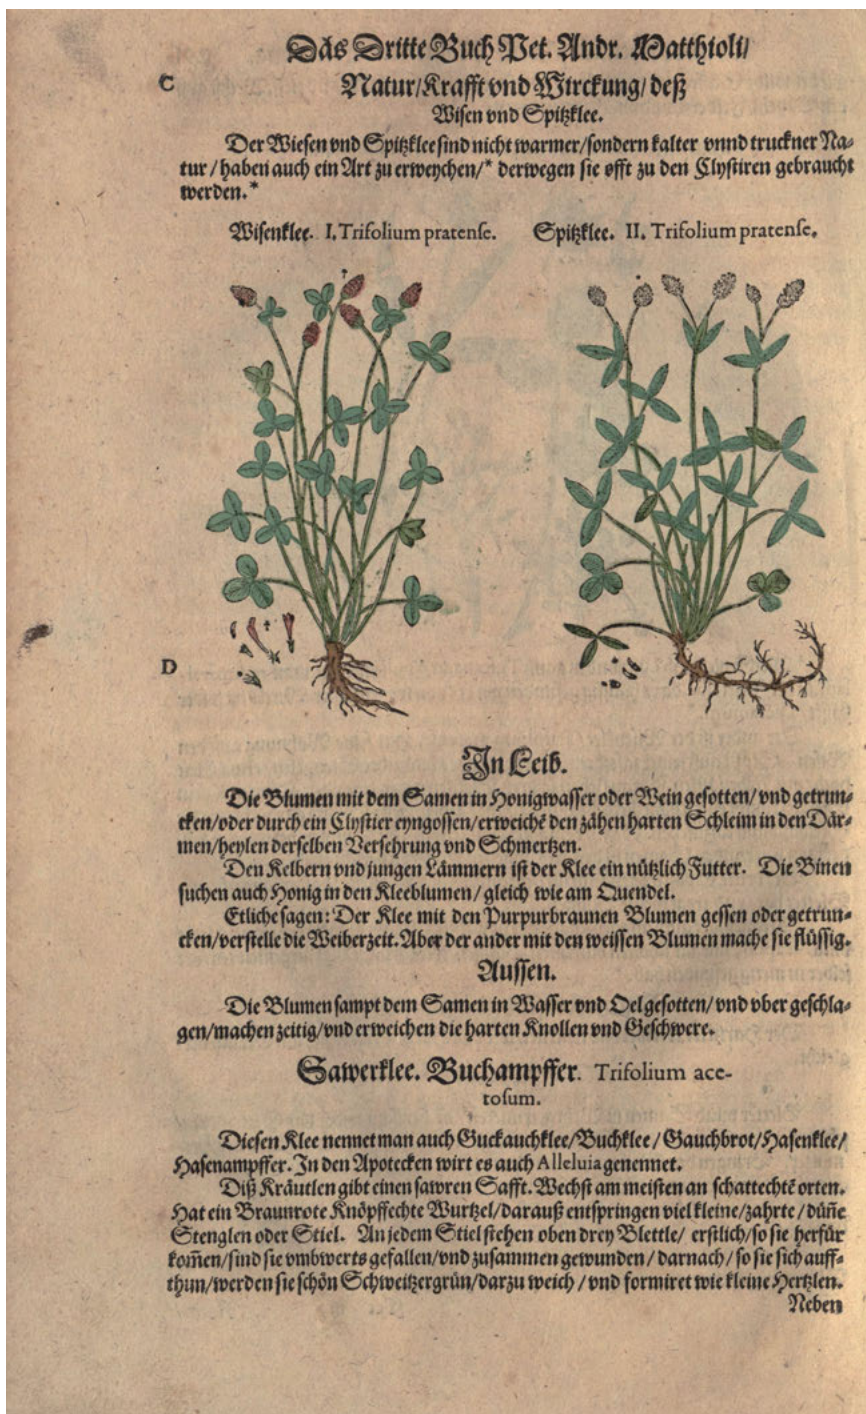 Das Dritte Buch Pet. Andr. Matthioli/
C
Natur/Krafft vnd Wirckung/deß
Wisen vnd Spitzklee.
Der Wiesen vnd Spitzklee sind nicht warmer/sondern kalter vnnd truckner Na⸗
tur/haben auch ein Art zu erweychen/* derwegen sie offt zu den Clystiren gebraucht
werden.*
Wisenklee. I. Trifolium pratense.
Spitzklee. II. Trifolium pratense.
D
In Leib.
Die Blumen mit dem Samen in Honigwasser oder Wein gesotten/vnd getrun⸗
cken/oder durch ein Clystier eyngossen/erweichẽ den zähen harten Schleim in den Där⸗
men/heylen derselben Versehrung vnd Schmertzen.
Den Kelbern vnd jungen Lämmern ist der Klee ein nützlich Futter. Die Binen
suchen auch Honig in den Kleeblumen/gleich wie am Quendel.
Etliche sagen: Der Klee mit den Purpurbraunen Blumen gessen oder getrun⸗
cken/verstelle die Weiberzeit. Aber der ander mit den weissen Blumen mache sie flüssig.
Aussen.
Die Blumen sampt dem Samen in Wasser vnd Oel gesotten/vnd vber geschla⸗
gen/machen zeitig/vnd erweichen die harten Knollen vnd Geschwere.
Sawerklee. Buchampffer. Trifolium ace-
tosum.
Diesen Klee nennet man auch Guckauchklee/Buchklee/Gauchbrot/Hasenklee/
Hasenampffer. In den Apotecken wirt es auch Alleluia genennet.
Diß Kräutlen gibt einen sawren Safft. Wechst am meisten an schattechtẽ orten.
Hat ein Braunrote Knöpffechte Wurtzel/darauß entspringen viel kleine/zahrte/dün̄e
Stenglen oder Stiel. An jedem Stiel stehen oben drey Blettle/ erstlich/so sie herfür
kom̄en/sind sie vmbwerts gefallen/vnd zusammen gewunden/darnach/so sie sich auff⸗
thun/werden sie schön Schweitzergrün/darzu weich/vnd formiret wie kleine Hertzlen.
Neben